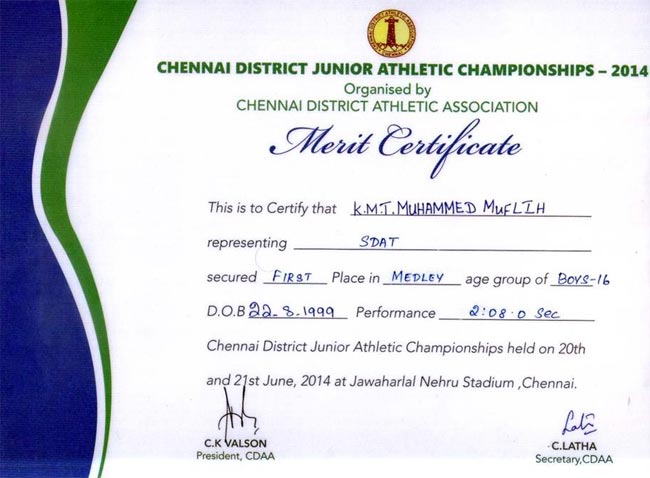 CHENNAI DISTRICT JUNIOR ATHLETIC CHAMPIONSHIPS – 2014
Organised by
CHENNAI DISTRICT ATHLETIC ASSOCIATION
Merit Certificate
This is to Certify that K.M.T. MUHAMMED MUFLIH
representing SDAT
secured FIRST Place in MEDLEY age group of BOYS-16
D.O.B 22.8.1999 Performance 2:08.0 Sec
Chennai District Junior Athletic Championships held on 20th
and 21st June, 2014 at Jawaharlal Nehru Stadium ,Chennai.
C.K VALSON
President, CDAA
Latha
C.LATHA
Secretary,CDAA